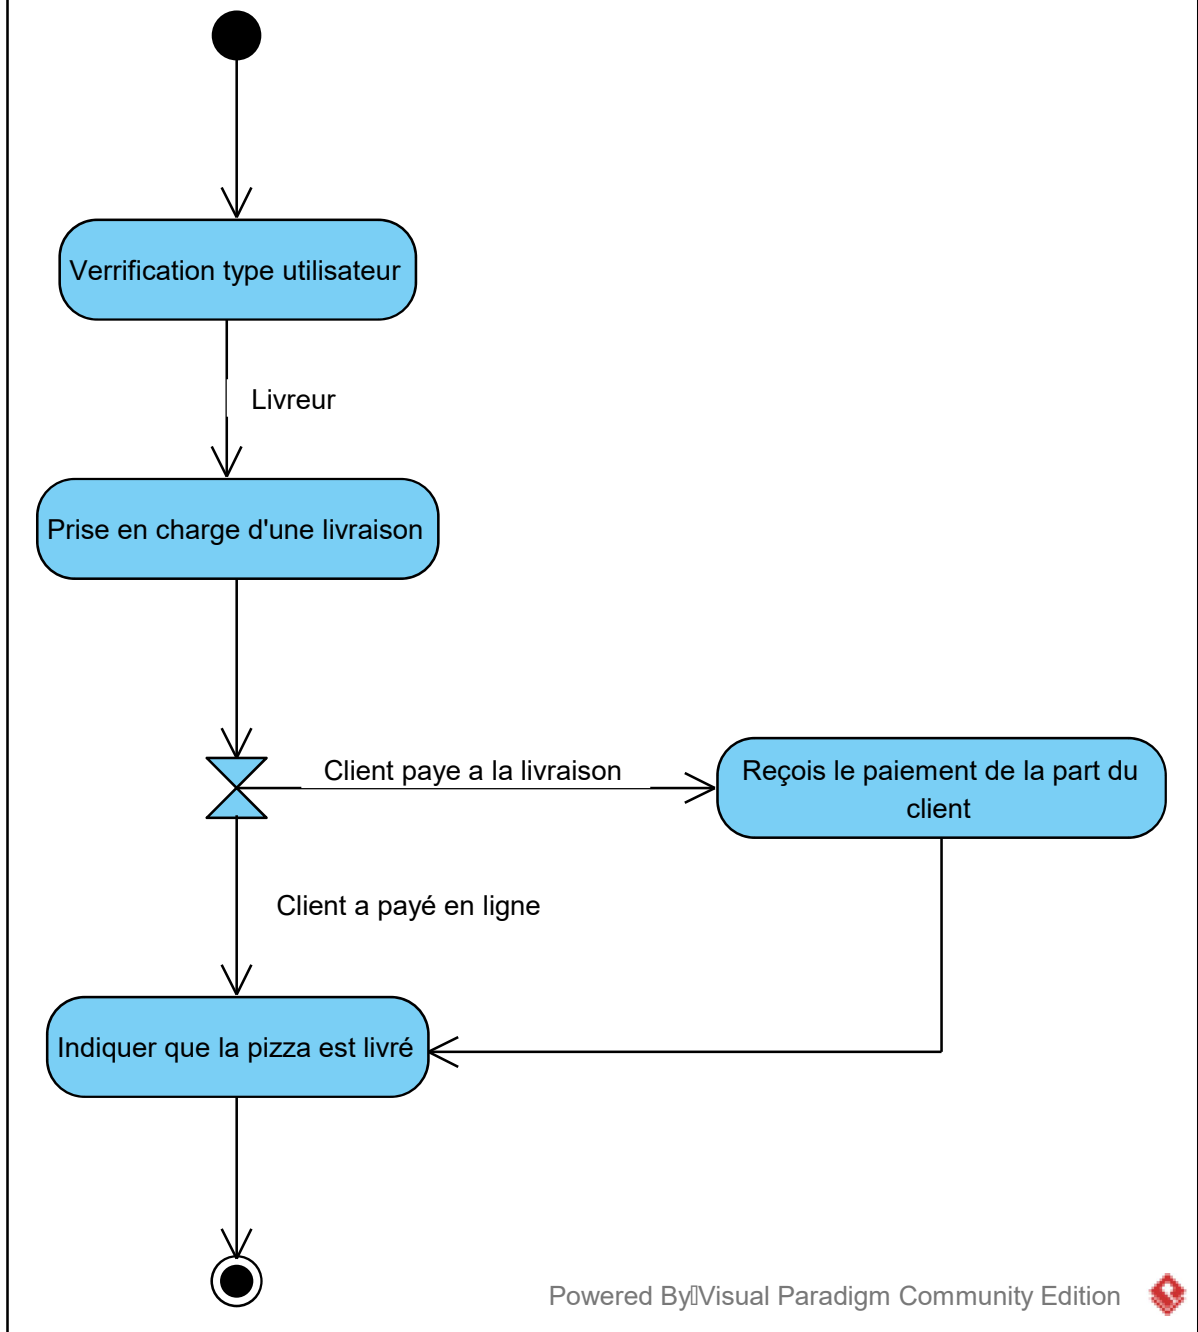 Verrification type utilisateur
Livreur
Prise en charge d'une livraison
Client paye a la livraison
Reçois le paiement de la part du
client
Client a payé en ligne
Indiquer que la pizza est livré
Powered By Visual Paradigm Community Edition